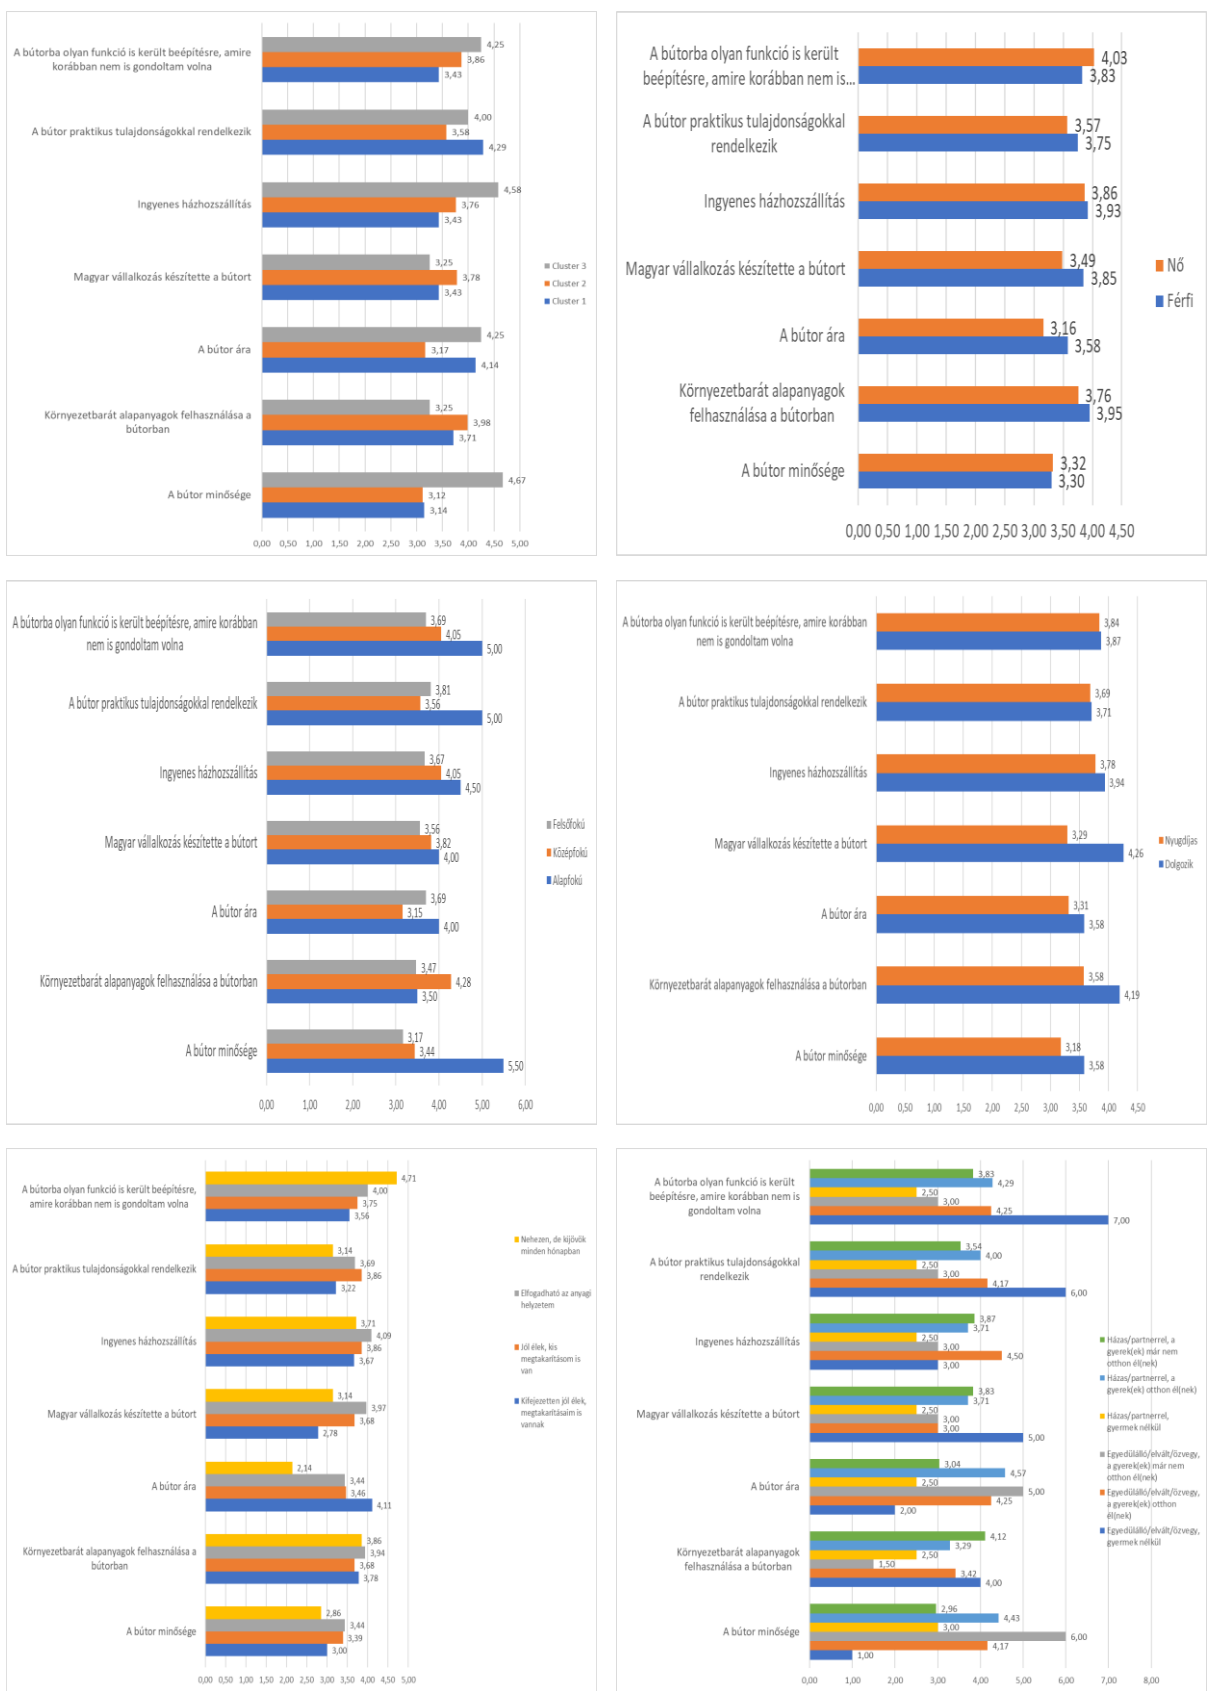 A bútorba olyan funkció is került beépítésre, amire
korábban nem is gondoltam volna
4,25
3,86
3,43
A bútor praktikus tulajdonságokkal rendelkezik
4,00
3,58
4,29
Ingyenes házhozszállítás
4,58
3,76
3,43
Magyar vállalkozás készítette a bútort
3,25
3,78
3,43
A bútor ára
4,25
3,17
4,14
Környezetbarát alapanyagok felhasználása a
bútorban
3,25
3,98
3,71
A bútor minősége
4,67
3,12
3,14
0,00 0,50 1,00 1,50 2,00 2,50 3,00 3,50 4,00 4,50 5,00
Cluster 3
Cluster 2
Cluster 1
A bútorba olyan funkció is került
beépítésre, amire korábban nem is...
4,03
3,83
A bútor praktikus tulajdonságokkal
rendelkezik
3,57
3,75
Ingyenes házhozszállítás
3,86
3,93
Magyar vállalkozás készítette a bútort
3,49
3,85
A bútor ára
3,16
3,58
Környezetbarát alapanyagok
felhasználása a bútorban
3,76
3,95
A bútor minősége
3,32
3,30
0,00 0,50 1,00 1,50 2,00 2,50 3,00 3,50 4,00 4,50
Nő
Férfi
A bútorba olyan funkció is került beépítésre, amire korábban
nem is gondoltam volna
3,69
4,05
5,00
A bútor praktikus tulajdonságokkal rendelkezik
3,81
3,56
5,00
Ingyenes házhozszállítás
3,67
4,05
4,50
Magyar vállalkozás készítette a bútort
3,56
3,82
4,00
A bútor ára
3,69
3,15
4,00
Környezetbarát alapanyagok felhasználása a bútorban
3,47
4,28
3,50
A bútor minősége
3,17
3,44
5,50
0,00 1,00 2,00 3,00 4,00 5,00 6,00
Felsőfokú
Középfokú
Alapfokú
A bútorba olyan funkció is került beépítésre, amire korábban
nem is gondoltam volna
3,84
3,87
A bútor praktikus tulajdonságokkal rendelkezik
3,69
3,71
Ingyenes házhozszállítás
3,78
3,94
Magyar vállalkozás készítette a bútort
3,29
4,26
A bútor ára
3,31
3,58
Környezetbarát alapanyagok felhasználása a bútorban
3,58
4,19
A bútor minősége
3,18
3,58
0,00 0,50 1,00 1,50 2,00 2,50 3,00 3,50 4,00 4,50
Nyugdíjas
Dolgozik
A bútorba olyan funkció is került beépítésre,
amire korábban nem is gondoltam volna
4,71
4,00
3,75
3,56
A bútor praktikus tulajdonságokkal rendelkezik
3,14
3,69
3,86
3,22
Ingyenes házhozszállítás
3,71
4,09
3,86
3,67
Magyar vállalkozás készítette a bútort
3,14
3,97
3,68
2,78
A bútor ára
2,14
3,44
3,46
4,11
Környezetbarát alapanyagok felhasználása a
bútorban
3,86
3,94
3,68
3,78
A bútor minősége
2,86
3,44
3,39
3,00
0,00 0,50 1,00 1,50 2,00 2,50 3,00 3,50 4,00 4,50 5,00
Nehezen, de kijövök
minden hónapban
Elfogadható az anyagi
helyzetem
Jól élek, kis
megtakarításom is
van
Kifejezetten jól élek,
megtakarításaim is
vannak
A bútorba olyan funkció is került
beépítésre, amire korábban nem is
gondoltam volna
3,83
4,29
2,50
3,00
4,25
7,00
A bútor praktikus tulajdonságokkal
rendelkezik
3,54
4,00
2,50
3,00
4,17
6,00
Ingyenes házhozszállítás
3,87
3,71
2,50
3,00
4,50
3,00
Magyar vállalkozás készítette a bútort
3,83
3,71
2,50
3,00
3,00
5,00
A bútor ára
3,04
4,57
2,50
5,00
4,25
2,00
Környezetbarát alapanyagok
felhasználása a bútorban
4,12
3,29
2,50
1,50
3,42
4,00
A bútor minősége
2,96
4,43
3,00
6,00
4,17
1,00
0,00 1,00 2,00 3,00 4,00 5,00 6,00 7,00 8,00
Házas/partnerrel, a
gyerek(ek) már nem
otthon él(nek)
Házas/partnerrel, a
gyerek(ek) otthon él(nek)
Házas/partnerrel,
gyermek nélkül
Egyedülálló/elvált/özvegy,
a gyerek(ek) már nem
otthon él(nek)
Egyedülálló/elvált/özvegy,
a gyerek(ek) otthon
él(nek)
Egyedülálló/elvált/özvegy,
gyermek nélkül